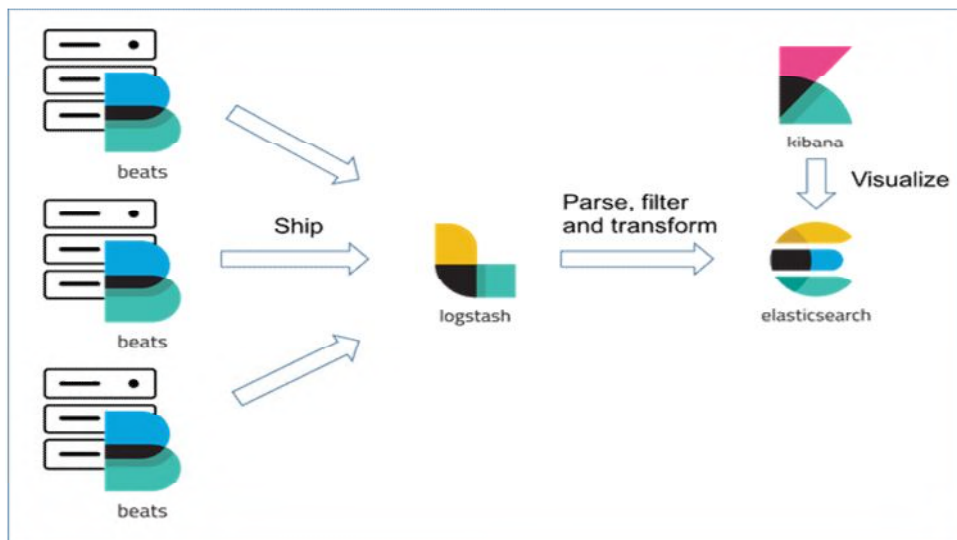 beats
beats
beats
Ship
logstash
Parse, filter
and transform
kibana
Visualize
elasticsearch